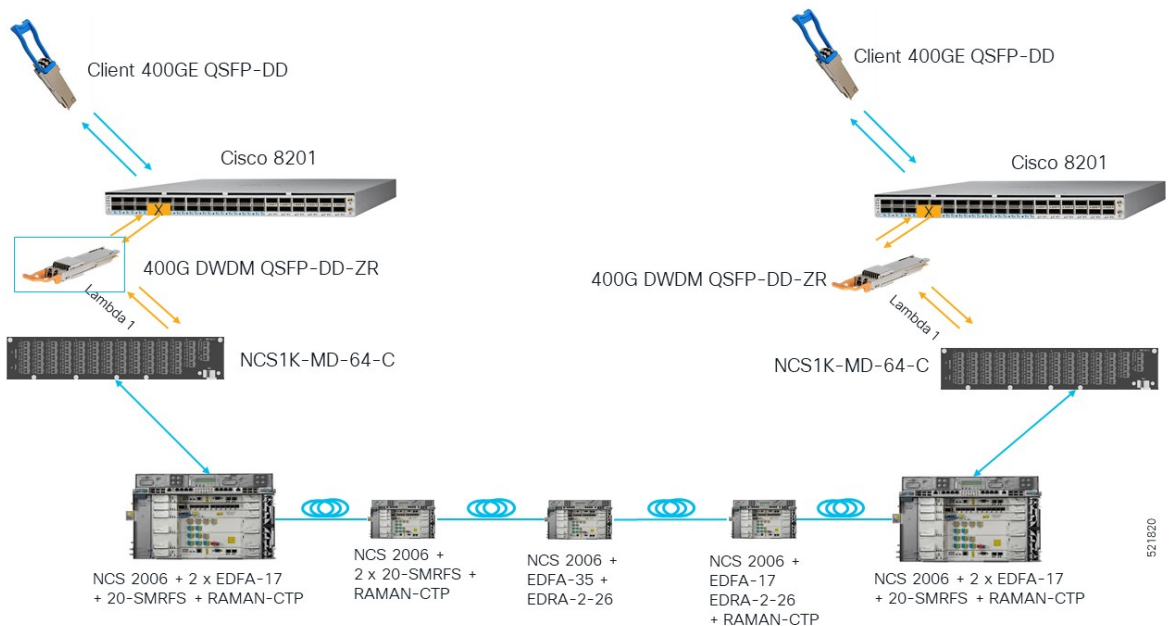 Client 400GE QSFP-DD
Client 400GE QSFP-DD
Cisco 8201
Cisco 8201
X
X
400G DWDM QSFP-DD-ZR
400G DWDM QSFP-DD-ZR
Lambda 1
Lambda 1
NCS1K-MD-64-C
NCS1K-MD-64-C
NCS 2006 + 2 x EDFA-17
+ 20-SMRFS + RAMAN-CTP
NCS 2006 +
2 x 20-SMRFS +
RAMAN-CTP
NCS 2006 +
EDFA-35 +
EDRA-2-26
NCS 2006 +
EDFA-17
EDRA-2-26
+ RAMAN-CTP
NCS 2006 + 2 x EDFA-17
+ 20-SMRFS + RAMAN-CTP
521820